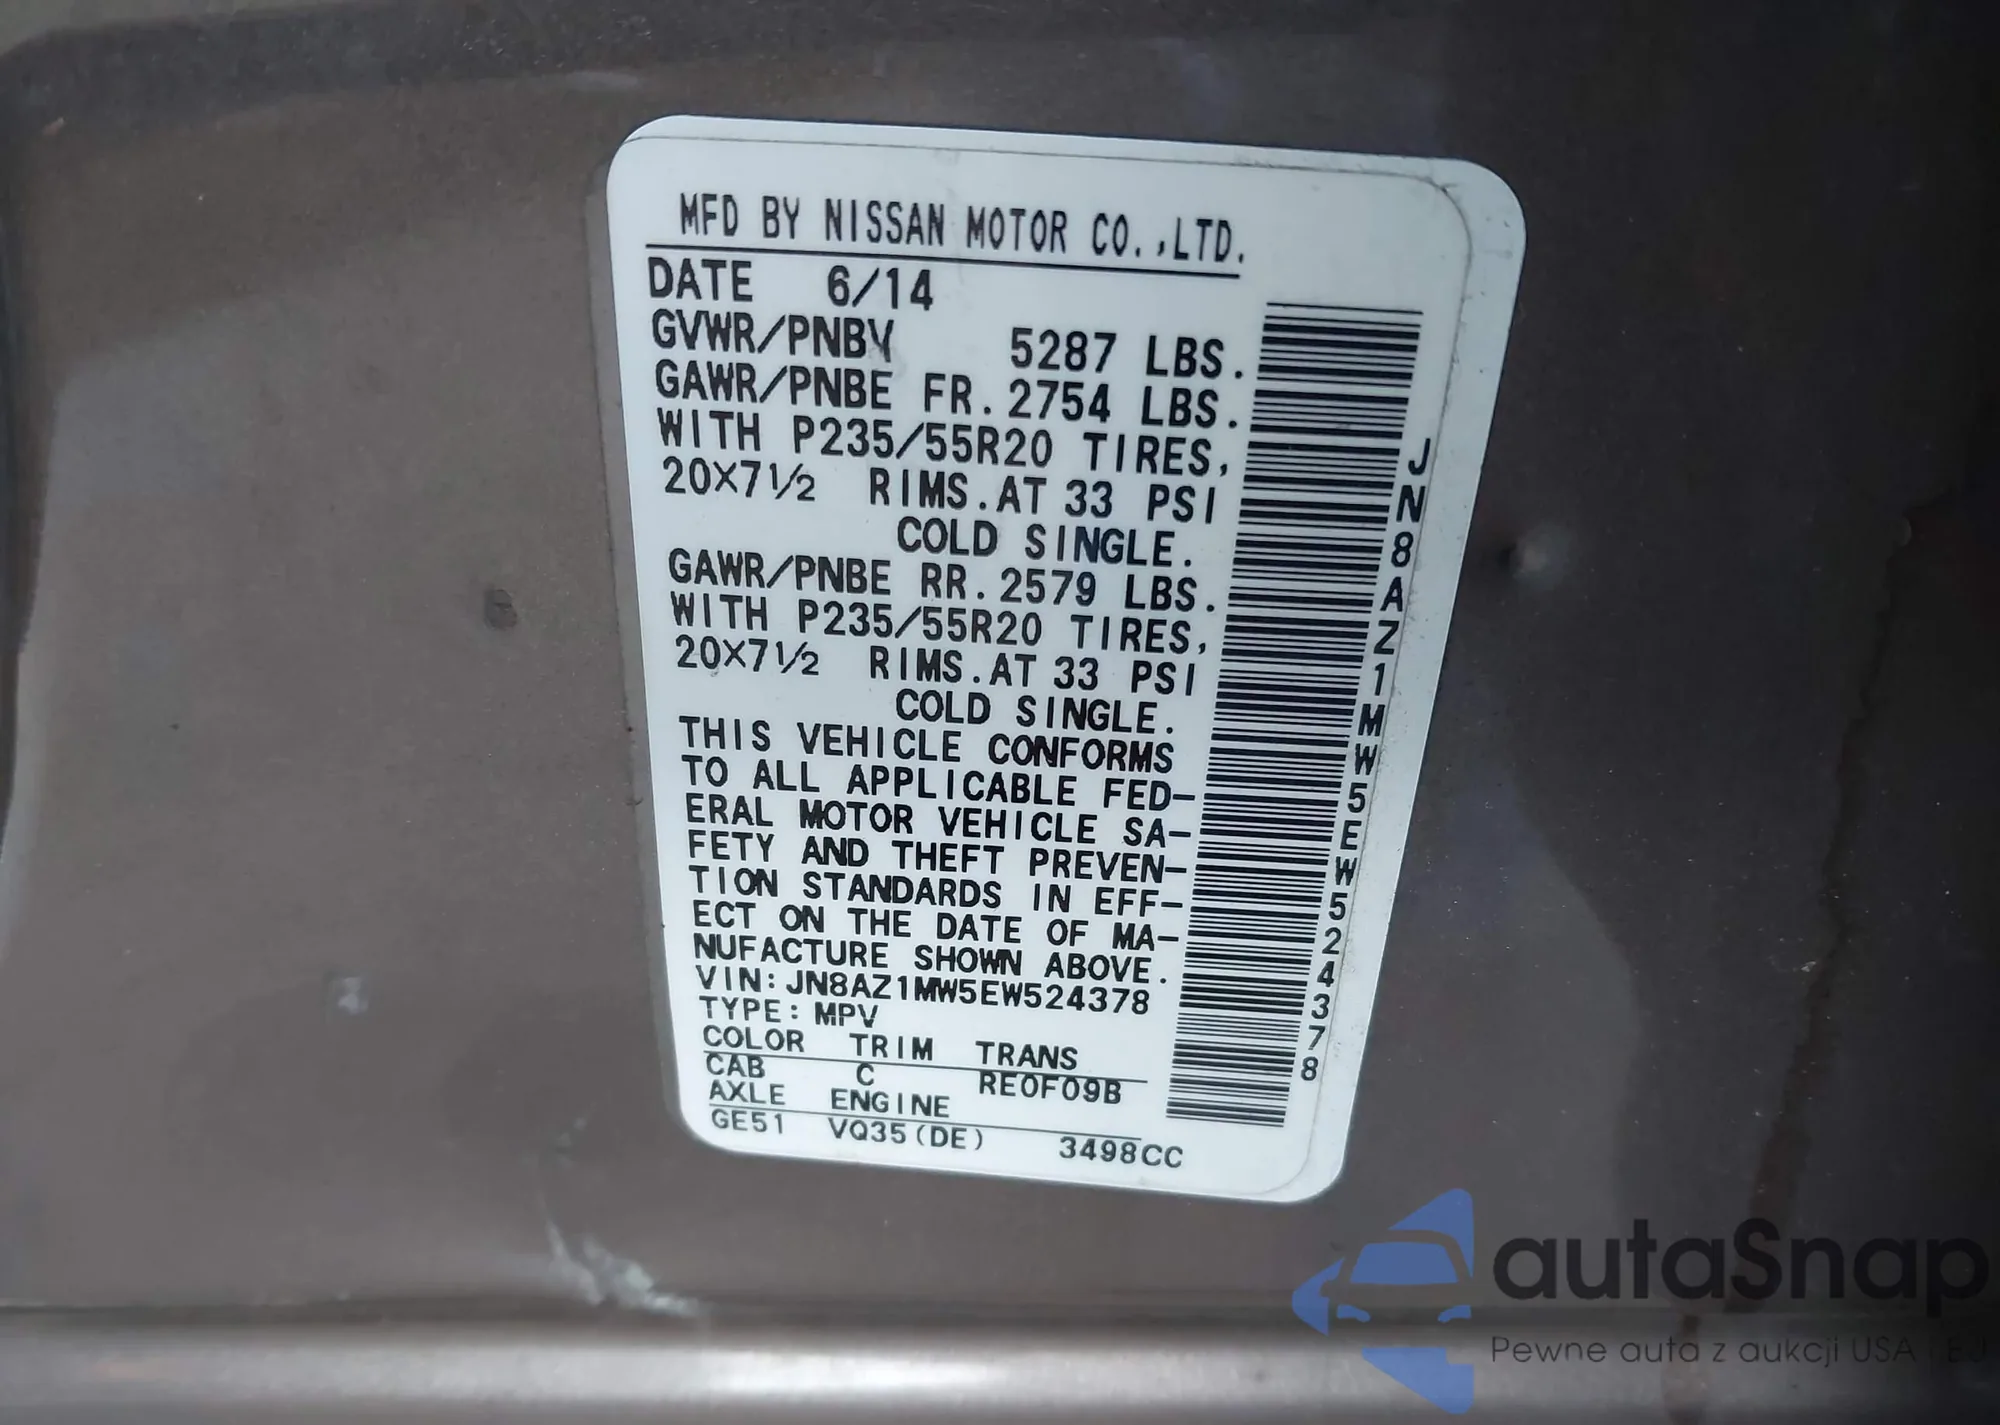 MFD BY NISSAN MOTOR CO.,LTD.
DATE 6/14
GVWR/PNBV 5287 LBS.
GAWR/PNBE FR. 2754 LBS.
WITH P235/55R20 TIRES,
20X7½ RIMS.AT 33 PSI
COLD SINGLE.
GAWR/PNBE RR. 2579 LBS.
WITH P235/55R20 TIRES,
20X7½ RIMS.AT 33 PSI
COLD SINGLE.
THIS VEHICLE CONFORMS
TO ALL APPLICABLE FED-
ERAL MOTOR VEHICLE SA-
FETY AND THEFT PREVEN-
TION STANDARDS IN EFF-
ECT ON THE DATE OF MA-
NUFACTURE SHOWN ABOVE.
VIN:JN8AZ1MW5EW524378
TYPE:MPV
COLOR TRIM TRANS
CAB C RE0F09B
AXLE ENGINE
GE51 VQ35(DE) 3498CC
JN8AZ1MW5EW524378
autaSnap
Pewne auta z aukcji USA i EU